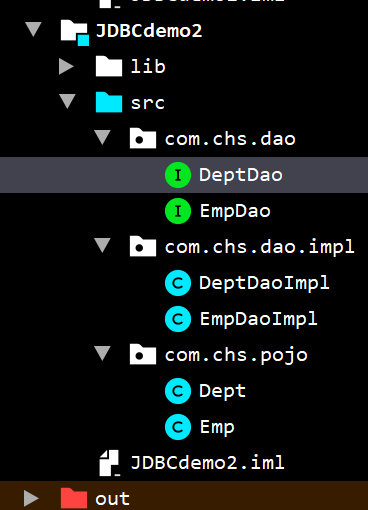 JDBCdemo2
lib
src
com.chs.dao
I DeptDao
I EmpDao
com.chs.dao.impl
C DeptDaoImpl
C EmpDaoImpl
com.chs.pojo
C Dept
C Emp
JDBCdemo2.iml
out